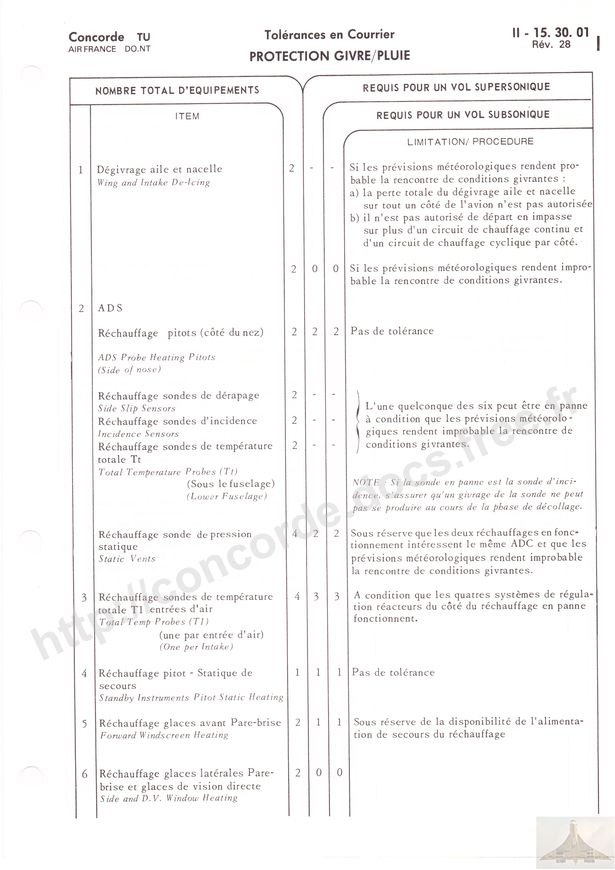 Concorde TU
AIR FRANCE DO.NT
Tolérances en Courrier
PROTECTION GIVRE/PLUIE
II - 15. 30. 01
Rév. 28
NOMBRE TOTAL D'EQUIPEMENTS
REQUIS POUR UN VOL SUPERSONIQUE
REQUIS POUR UN VOL SUBSONIQUE
ITEM
LIMITATION/ PROCEDURE
1 Dégivrage aile et nacelle 2 - - Si les prévisions météorologiques rendent pro-
Wing and Intake De-Icing bable la rencontre de conditions givrantes :
a) la perte totale du dégivrage aile et nacelle
sur tout un côté de l'avion n'est pas autorisée
b) il n'est pas autorisé de départ en impasse
sur plus d'un circuit de chauffage continu et
d'un circuit de chauffage cyclique par côté.
2 0 0 Si les prévisions météorologiques rendent impro-
bable la rencontre de conditions givrantes.
2 ADS
Réchauffage pitots (côté du nez) 2 2 2 Pas de tolérance
ADS Probe Heating Pitots
(Side of nose)
Réchauffage sondes de dérapage 2 - -
Side Slip Sensors L'une quelconque des six peut être en panne
Réchauffage sondes d'incidence 2 - - à condition que les prévisions météorolo-
Incidence Sensors giques rendent improbable la rencontre de
Réchauffage sondes de température 2 - - conditions givrantes.
totale Tt
Total Temperature Probes (Tt)
(Sous le fuselage) NOTE : Si la sonde en panne est la sonde d'inci-
(Lower Fuselage) dence, s'assurer qu'un givrage de la sonde ne peut
pas se produire au cours de la phase de décollage.
Réchauffage sonde de pression 4 2 2 Sous réserve que les deux réchauffages en fonc-
statique tionnement intéressent le même ADC et que les
Static Vents prévisions météorologiques rendent improbable
la rencontre de conditions givrantes.
3 Réchauffage sondes de température 4 3 3 A condition que les quatres systèmes de régula-
totale T1 entrées d'air tion réacteurs du côté du réchauffage en panne
Total Temp Probes (T1) fonctionnent.
(une par entrée d'air)
(One per Intake)
4 Réchauffage pitot - Statique de 1 1 1 Pas de tolérance
secours
Standby Instruments Pitot Static Heating
5 Réchauffage glaces avant Pare-brise 2 1 1 Sous réserve de la disponibilité de l'alimenta-
Forward Windscreen Heating tion de secours du réchauffage
6 Réchauffage glaces latérales Pare- 2 0 0
brise et glaces de vision directe
Side and D.V. Window Heating
http://concorde.docs.free.fr